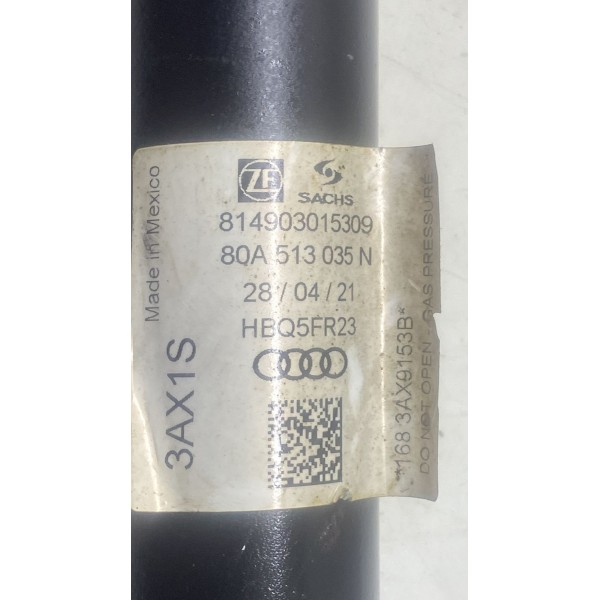 Made in Mexico
3AX1S
ZF SACHS
814903015309
80A 513 035 N
28 / 04 / 21
HBQ5FR23
*168 3AX9153B*
DO NOT OPEN - GAS PRESSURE